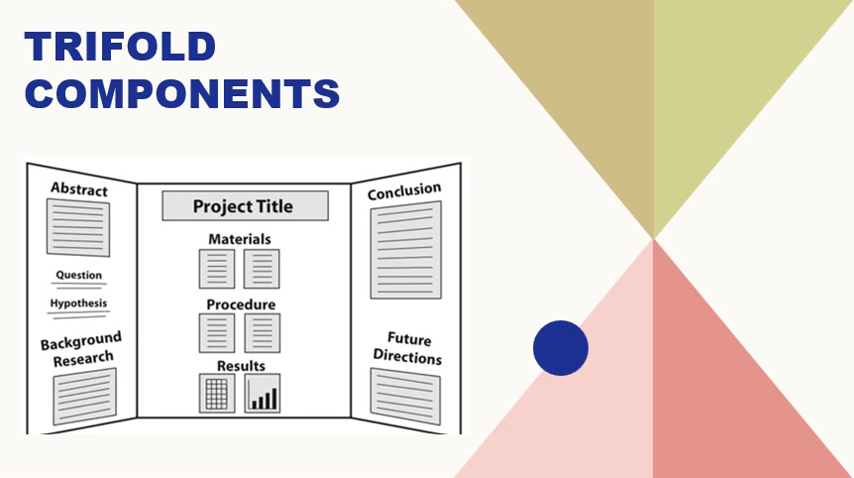 TRIFOLD
COMPONENTS
Abstract
Question
Hypothesis
Background
Research
Project Title
Materials
Procedure
Results
Conclusion
Future
Directions